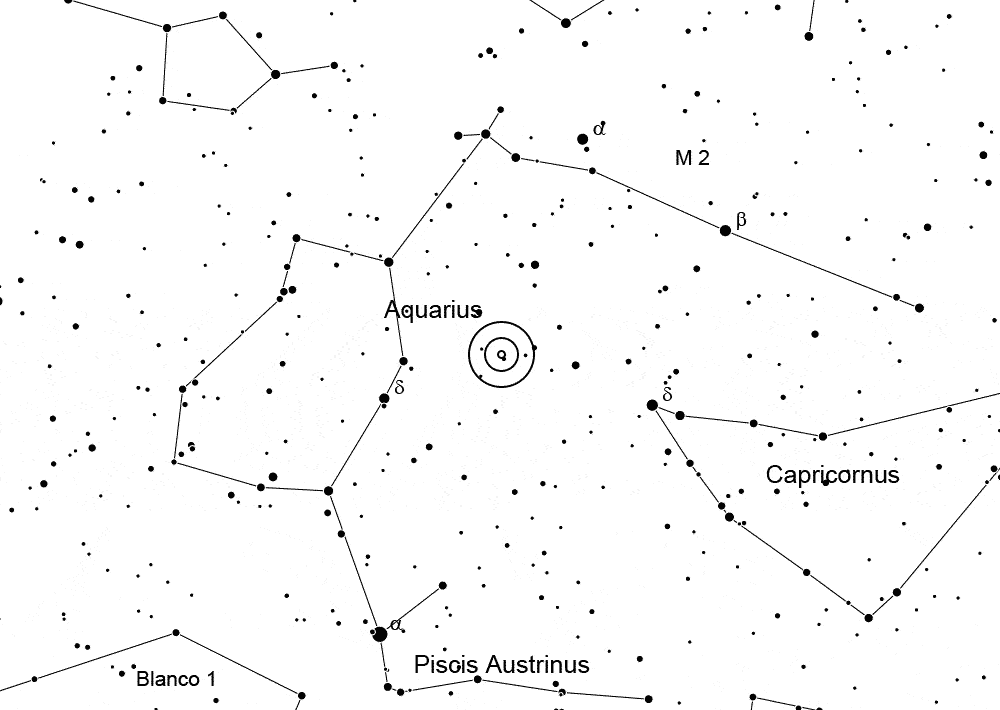 α
M 2
β
Aquarius
δ
δ
Capricornus
α
Piscis Austrinus
Blanco 1